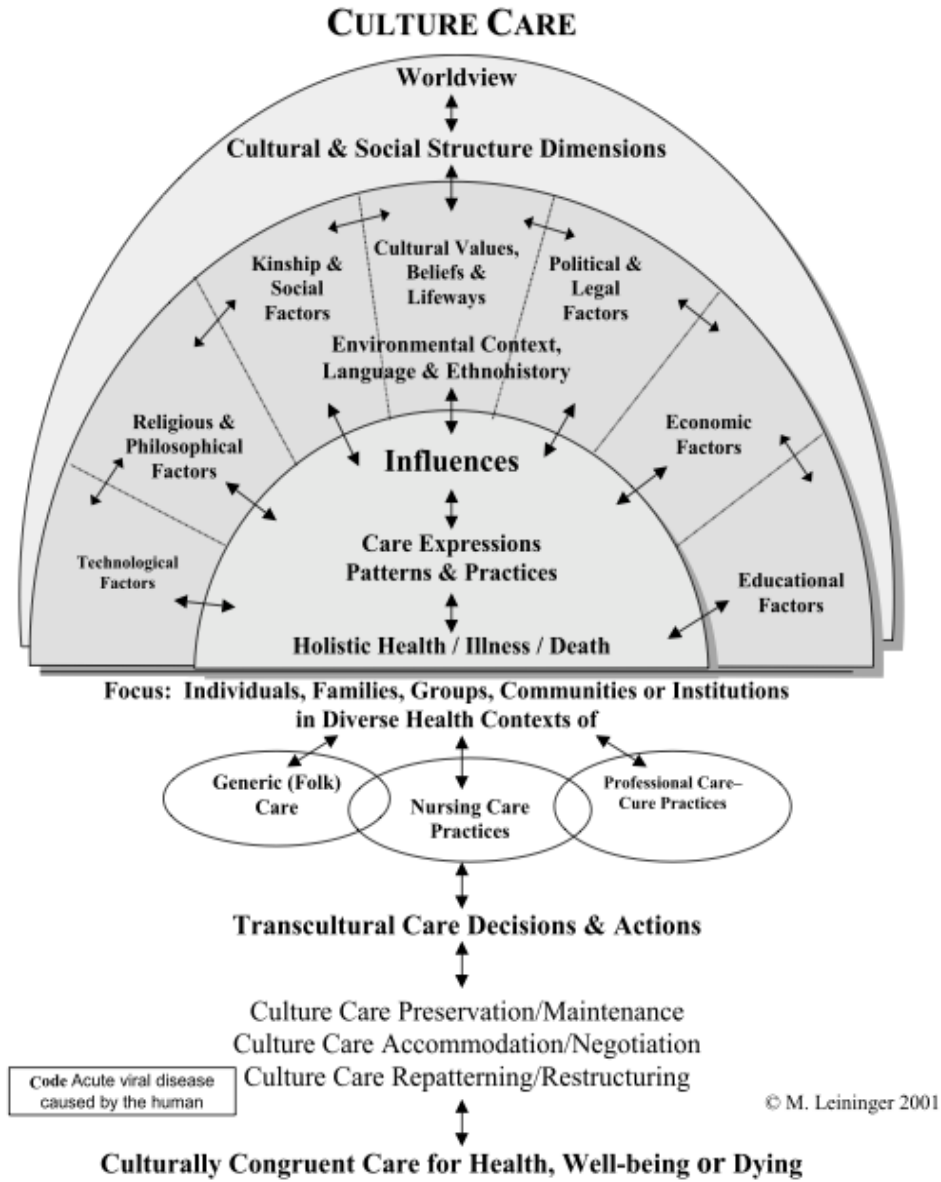 CULTURE CARE
Worldview
Cultural & Social Structure Dimensions
Kinship &
Social
Factors
Cultural Values,
Beliefs &
Lifeways
Political &
Legal
Factors
Environmental Context,
Language & Ethnohistory
Religious &
Philosophical
Factors
Economic
Factors
Influences
Technological
Factors
Care Expressions
Patterns & Practices
Educational
Factors
Holistic Health / Illness / Death
Focus: Individuals, Families, Groups, Communities or Institutions
in Diverse Health Contexts of
Generic (Folk)
Care
Nursing Care
Practices
Professional Care–
Cure Practices
Transcultural Care Decisions & Actions
Culture Care Preservation/Maintenance
Culture Care Accommodation/Negotiation
Culture Care Repatterning/Restructuring
Code Acute viral disease
caused by the human
© M. Leininger 2001
Culturally Congruent Care for Health, Well-being or Dying